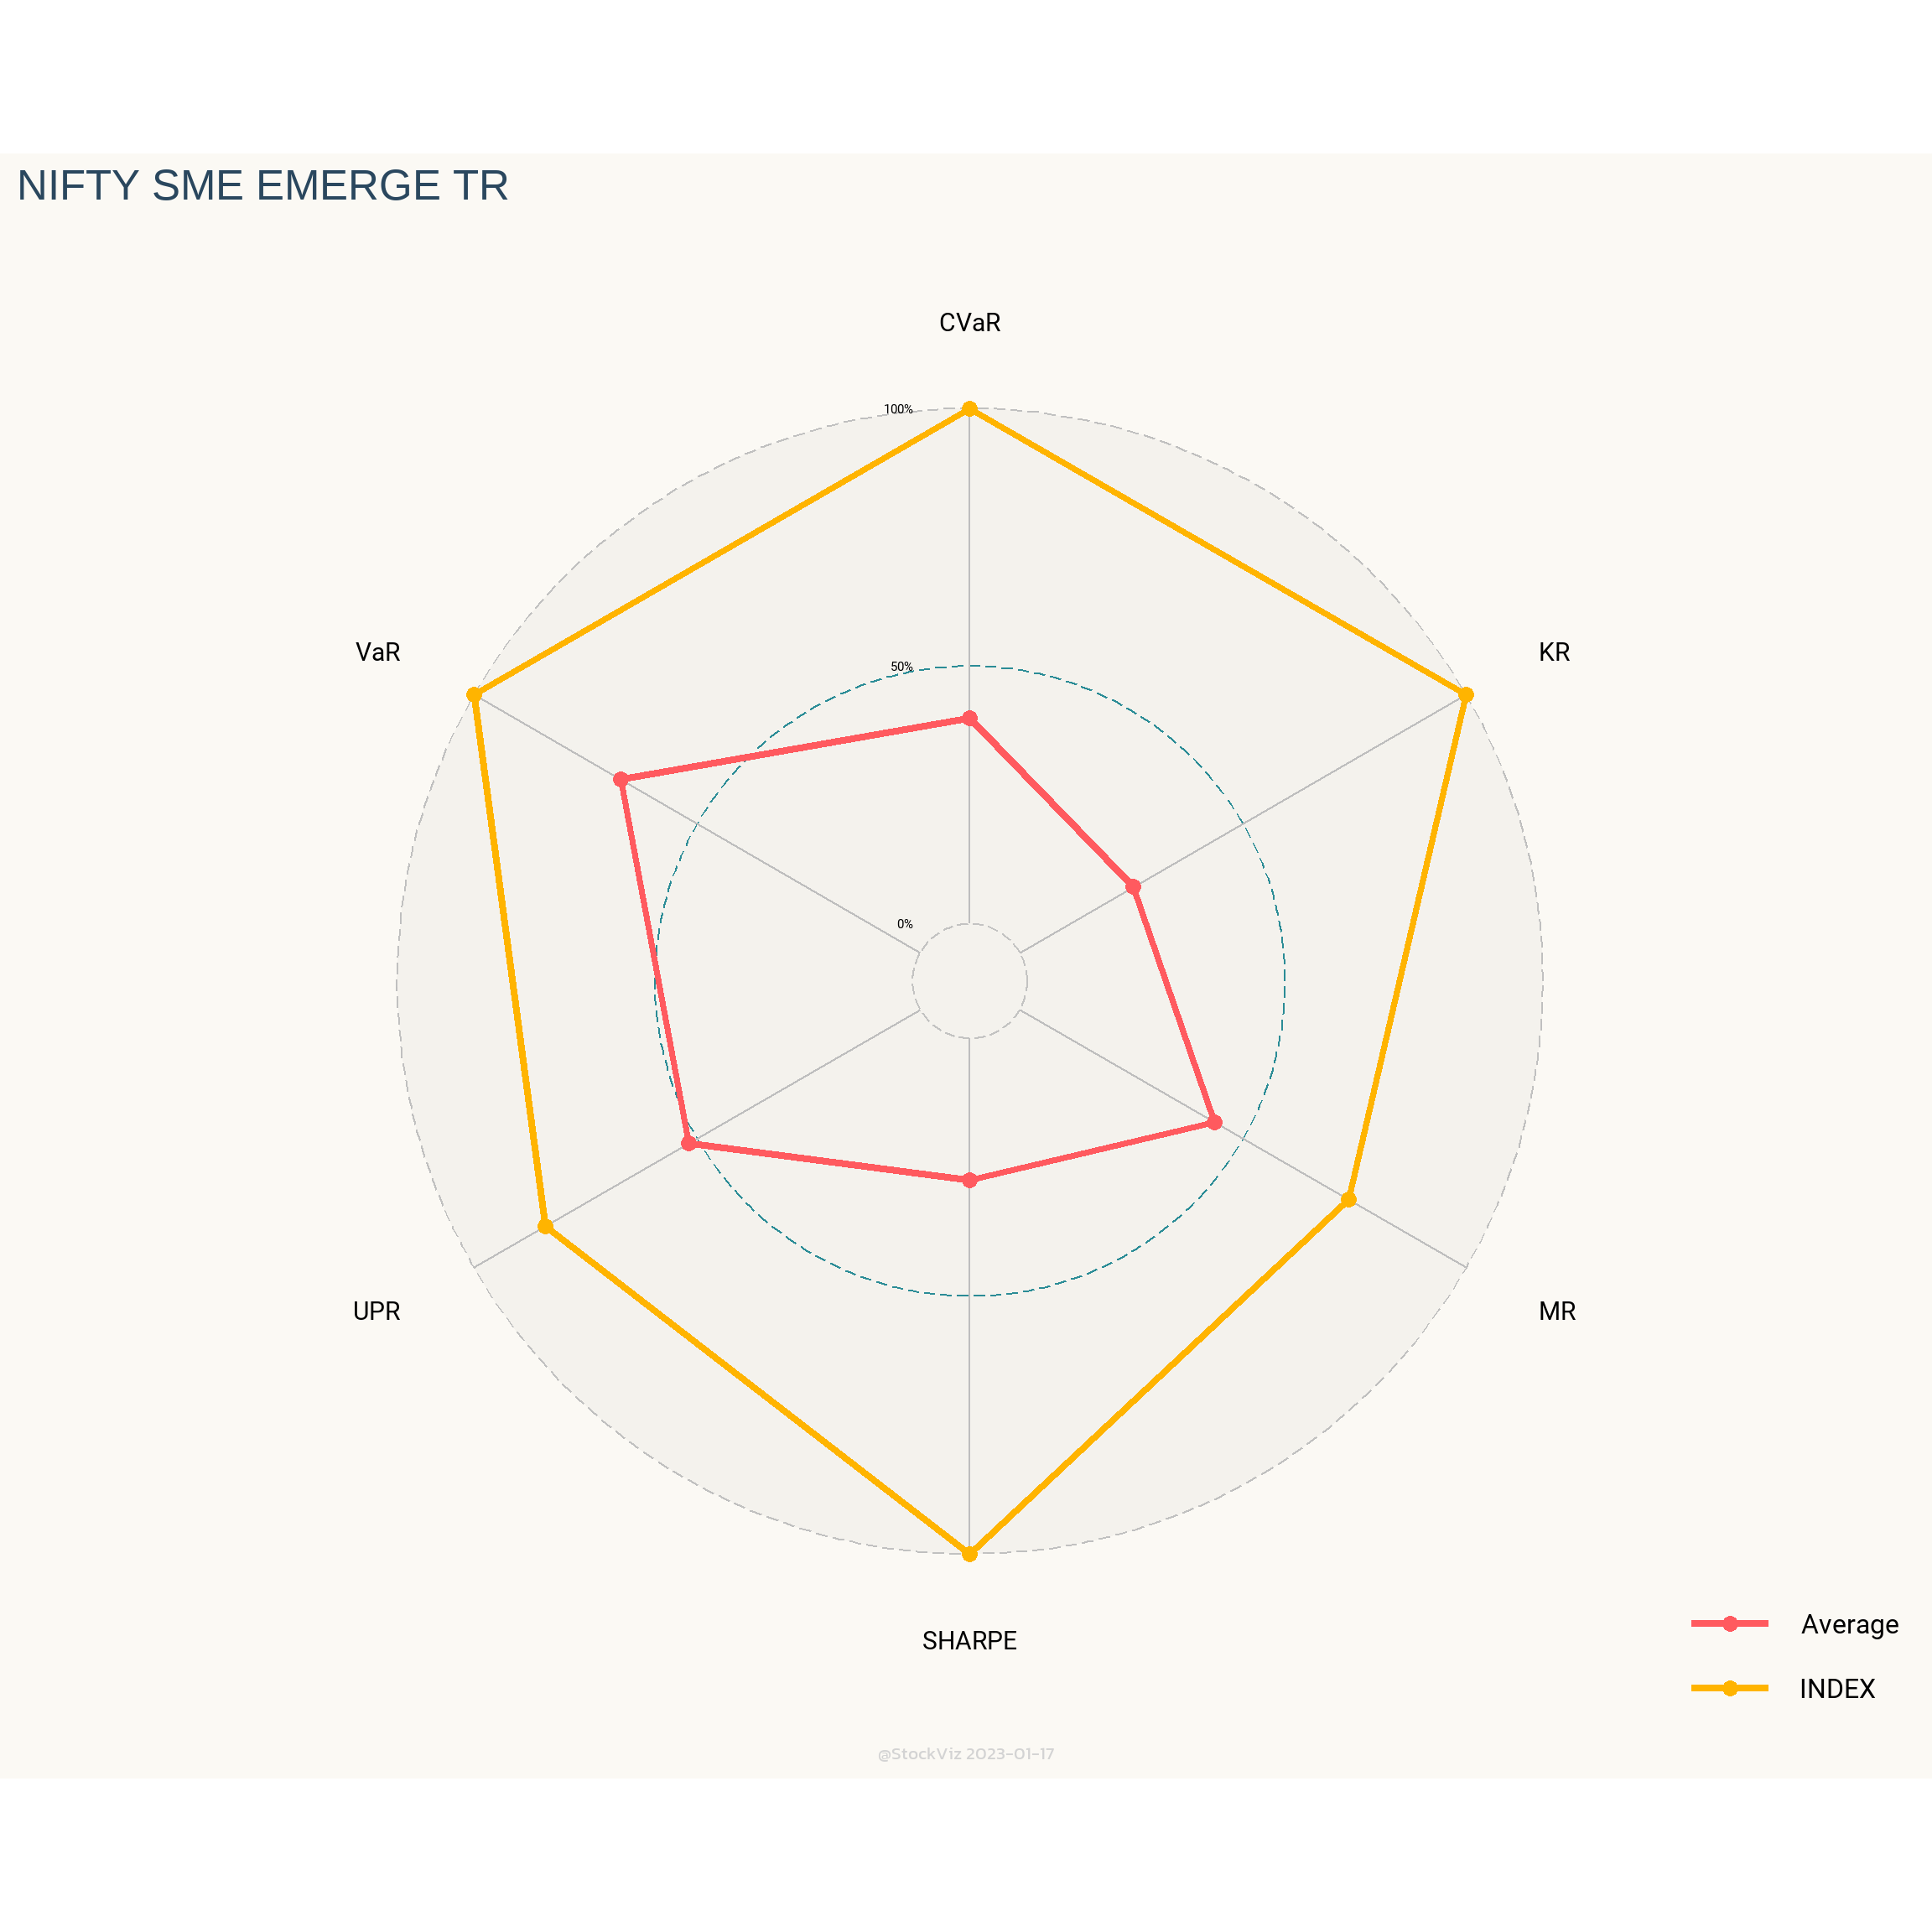 NIFTY SME EMERGE TR
CVaR
100%
VaR
KR
50%
0%
UPR
MR
SHARPE
Average
INDEX
@StockViz 2023-01-17